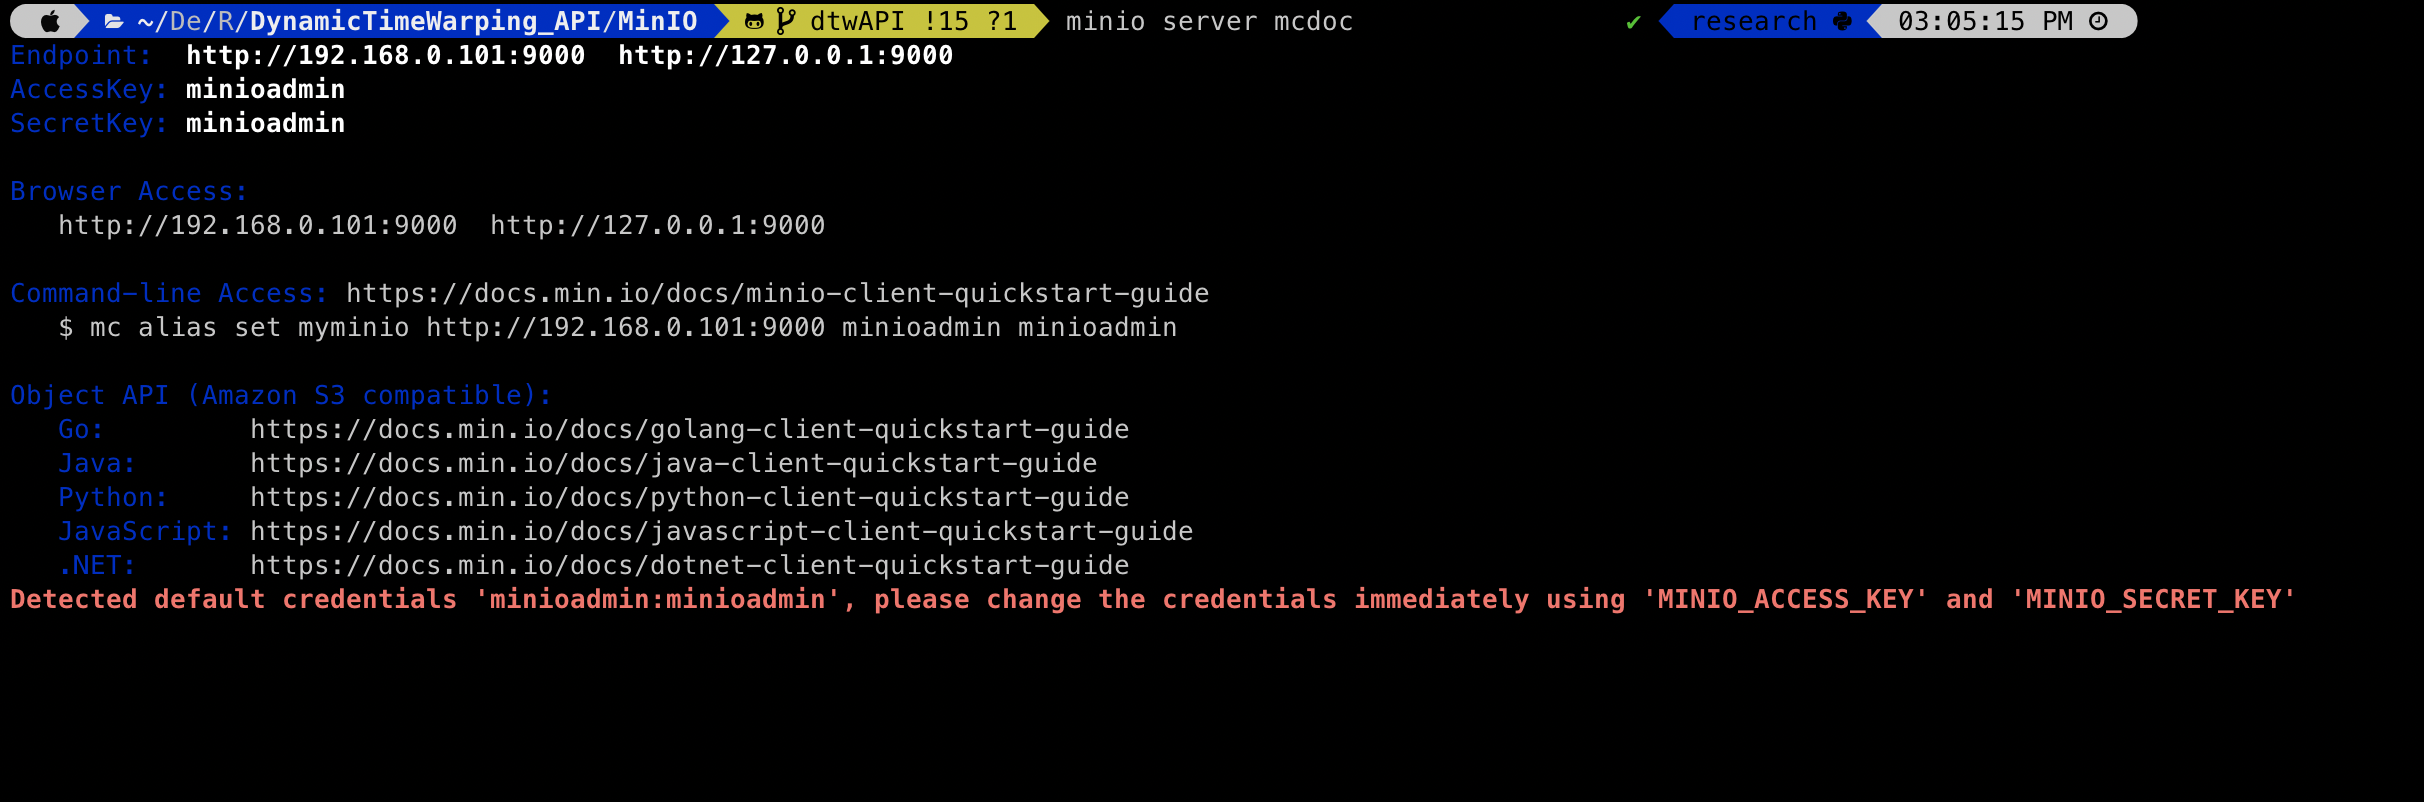 ~/De/R/DynamicTimeWarping_API/MinIO dtwAPI !15 ?1 minio server mcdoc ✔ research 03:05:15 PM
Endpoint: http://192.168.0.101:9000 http://127.0.0.1:9000
AccessKey: minioadmin
SecretKey: minioadmin
Browser Access:
http://192.168.0.101:9000 http://127.0.0.1:9000
Command-line Access: https://docs.min.io/docs/minio-client-quickstart-guide
$ mc alias set myminio http://192.168.0.101:9000 minioadmin minioadmin
Object API (Amazon S3 compatible):
Go: https://docs.min.io/docs/golang-client-quickstart-guide
Java: https://docs.min.io/docs/java-client-quickstart-guide
Python: https://docs.min.io/docs/python-client-quickstart-guide
JavaScript: https://docs.min.io/docs/javascript-client-quickstart-guide
.NET: https://docs.min.io/docs/dotnet-client-quickstart-guide
Detected default credentials 'minioadmin:minioadmin', please change the credentials immediately using 'MINIO_ACCESS_KEY' and 'MINIO_SECRET_KEY'